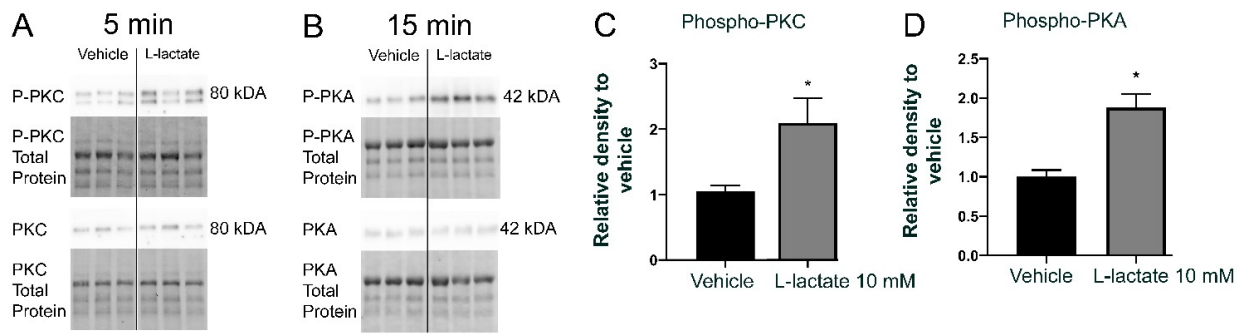 A
5 min
Vehicle
L-lactate
P-PKC
80 kDA
P-PKC
Total
Protein
PKC
80 kDA
PKC
Total
Protein
B
15 min
Vehicle
L-lactate
P-PKA
42 kDA
P-PKA
Total
Protein
PKA
42 kDA
PKA
Total
Protein
C
Phospho-PKC
Relative density to
vehicle
3
2
1
0
*
Vehicle
L-lactate 10 mM
D
Phospho-PKA
Relative density to
vehicle
2.5
2.0
1.5
1.0
0.5
0.0
*
Vehicle
L-lactate 10 mM